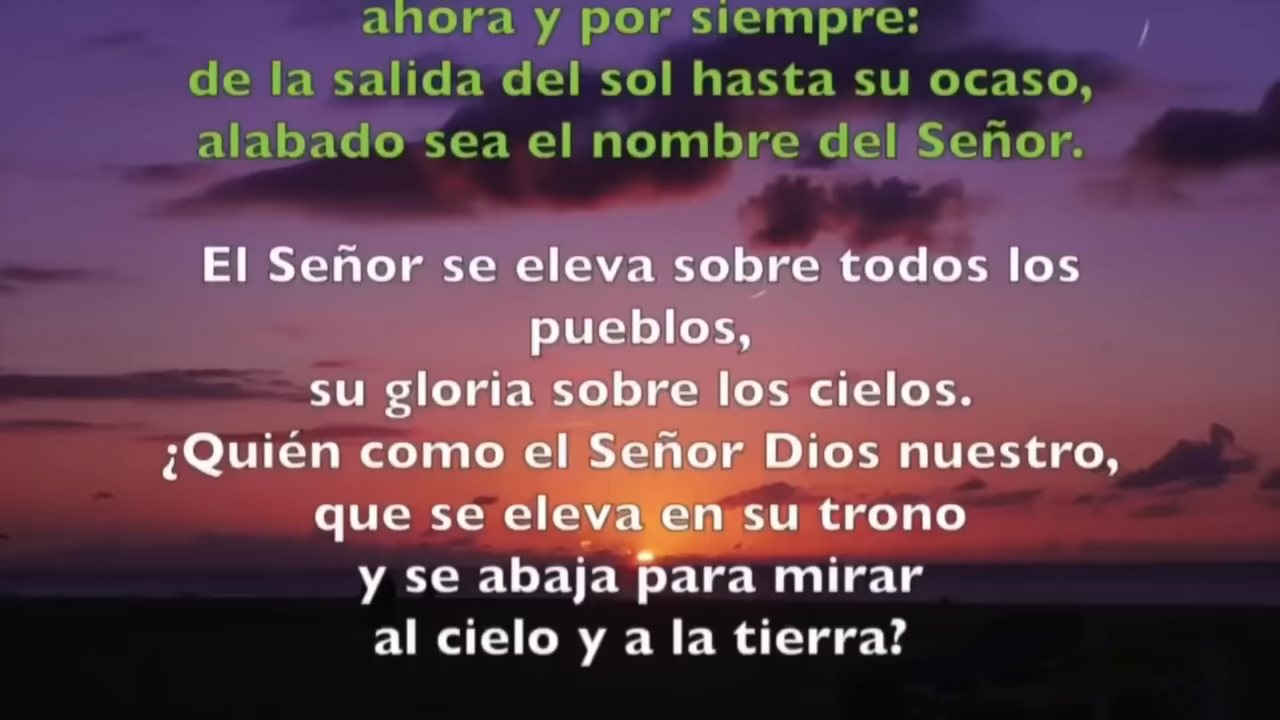 ahora y por siempre:
de la salida del sol hasta su ocaso,
alabado sea el nombre del Señor.
El Señor se eleva sobre todos los
pueblos,
su gloria sobre los cielos.
¿Quién como el Señor Dios nuestro,
que se eleva en su trono
y se abaja para mirar
al cielo y a la tierra?